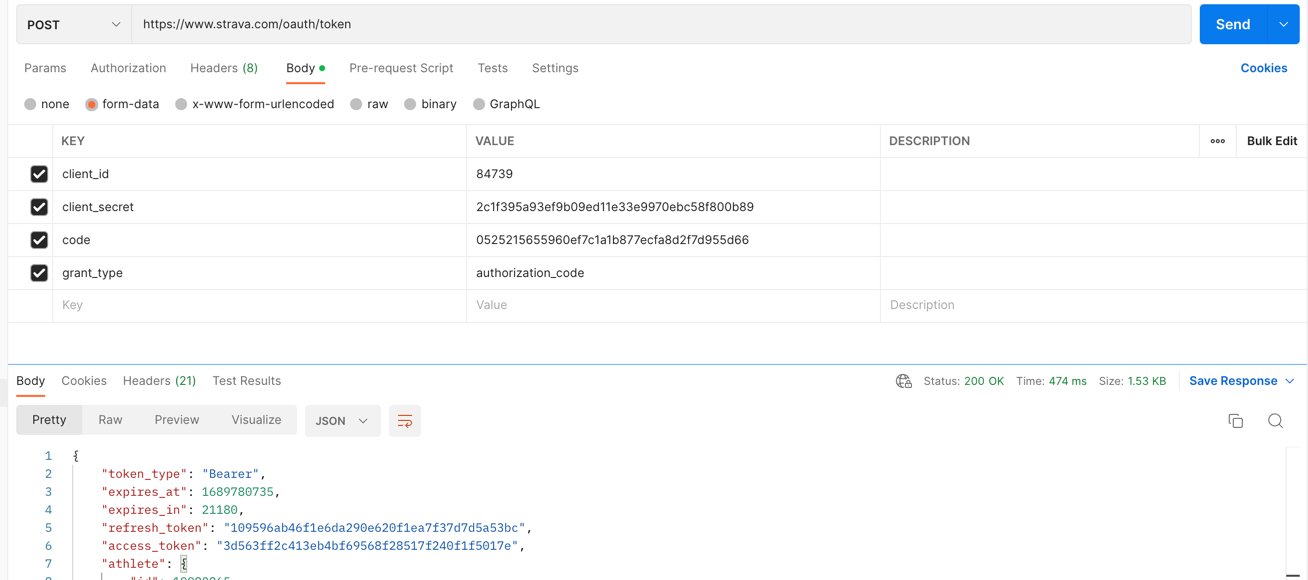 POST https://www.strava.com/oauth/token Send
Params Authorization Headers (8) Body Pre-request Script Tests Settings Cookies
none form-data x-www-form-urlencoded raw binary GraphQL
KEY VALUE DESCRIPTION Bulk Edit
client_id 84739
client_secret 2c1f395a93ef9b09ed11e33e9970ebc58f800b89
code 0525215655960ef7c1a1b877ecfa8d2f7d955d66
grant_type authorization_code
Key Value Description
Body Cookies Headers (21) Test Results Status: 200 OK Time: 474 ms Size: 1.53 KB Save Response
Pretty Raw Preview Visualize JSON
1 {
2 "token_type": "Bearer",
3 "expires_at": 1689780735,
4 "expires_in": 21180,
5 "refresh_token": "109596ab46f1e6da290e620f1ea7f37d7d5a53bc",
6 "access_token": "3d563ff2c413eb4bf69568f28517f240f1f5017e",
7 "athlete": {